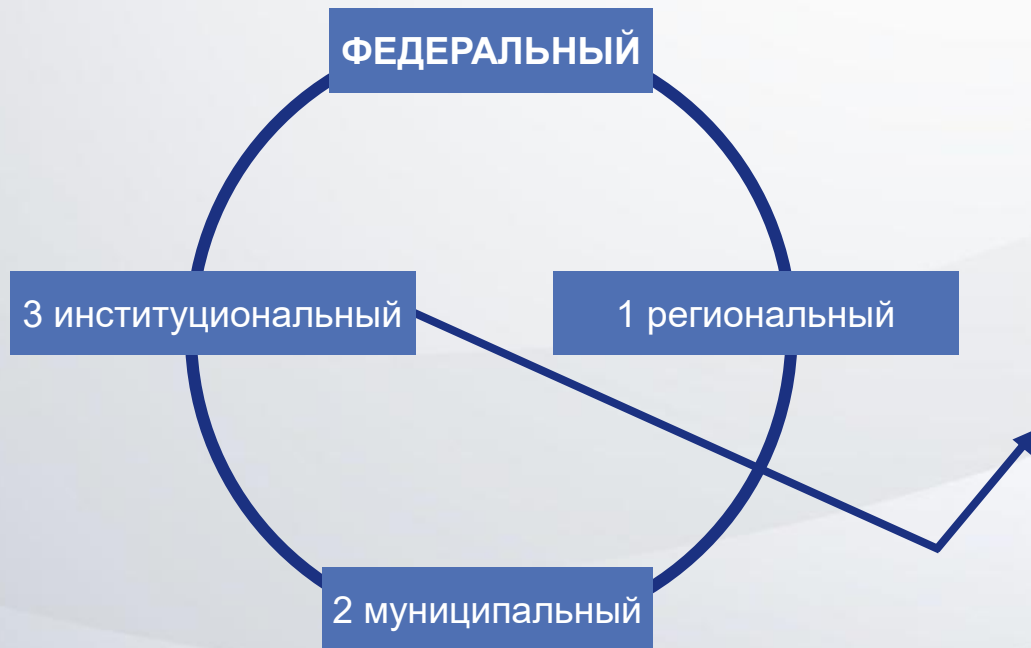 ФЕДЕРАЛЬНЫЙ
3 институциональный
1 региональный
2 муниципальный